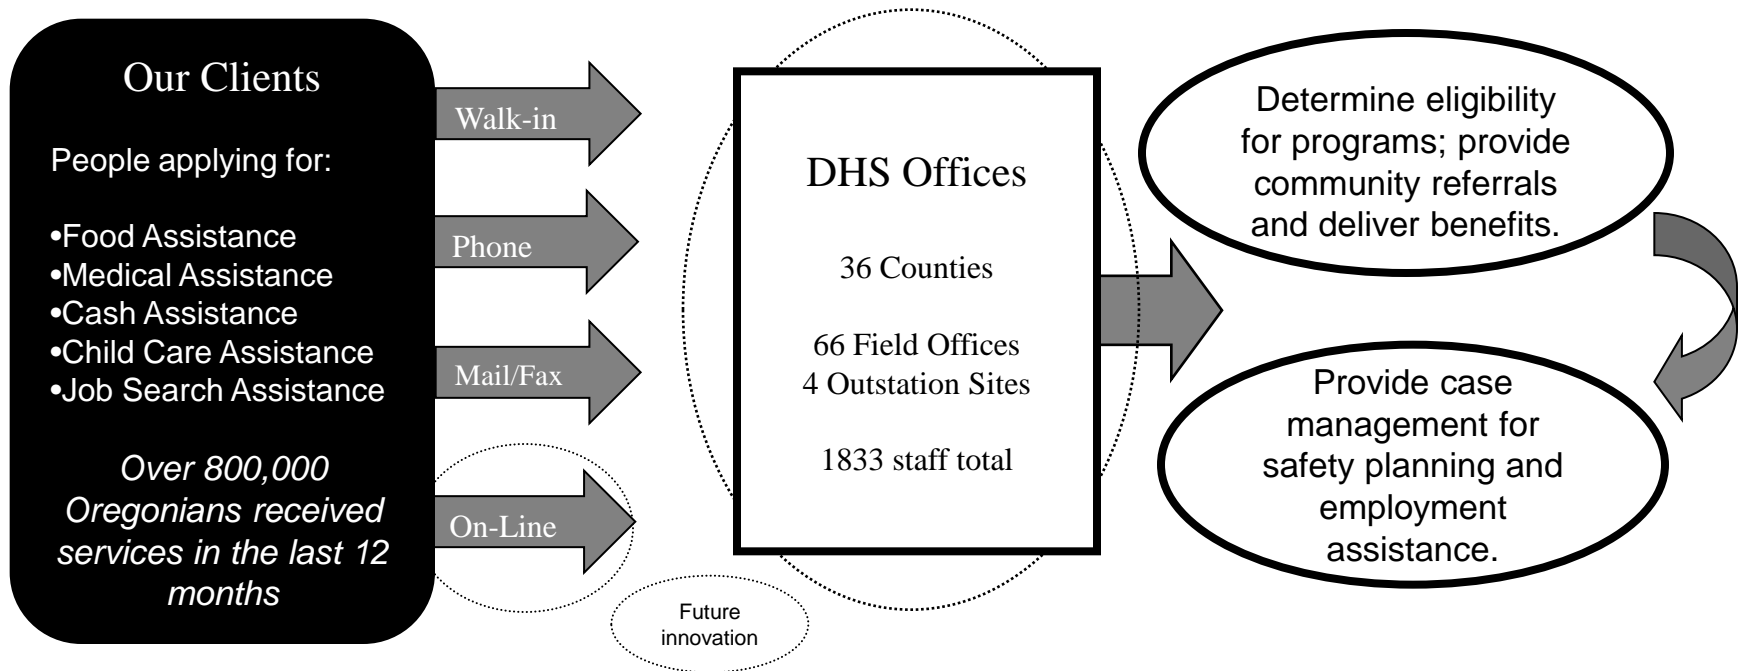 Our Clients
People applying for:
•Food Assistance
•Medical Assistance
•Cash Assistance
•Child Care Assistance
•Job Search Assistance
Over 800,000
Oregonians received
services in the last 12
months
Walk-in
Phone
Mail/Fax
On-Line
Future
innovation
DHS Offices
36 Counties
66 Field Offices
4 Outstation Sites
1833 staff total
Determine eligibility
for programs; provide
community referrals
and deliver benefits.
Provide case
management for
safety planning and
employment
assistance.